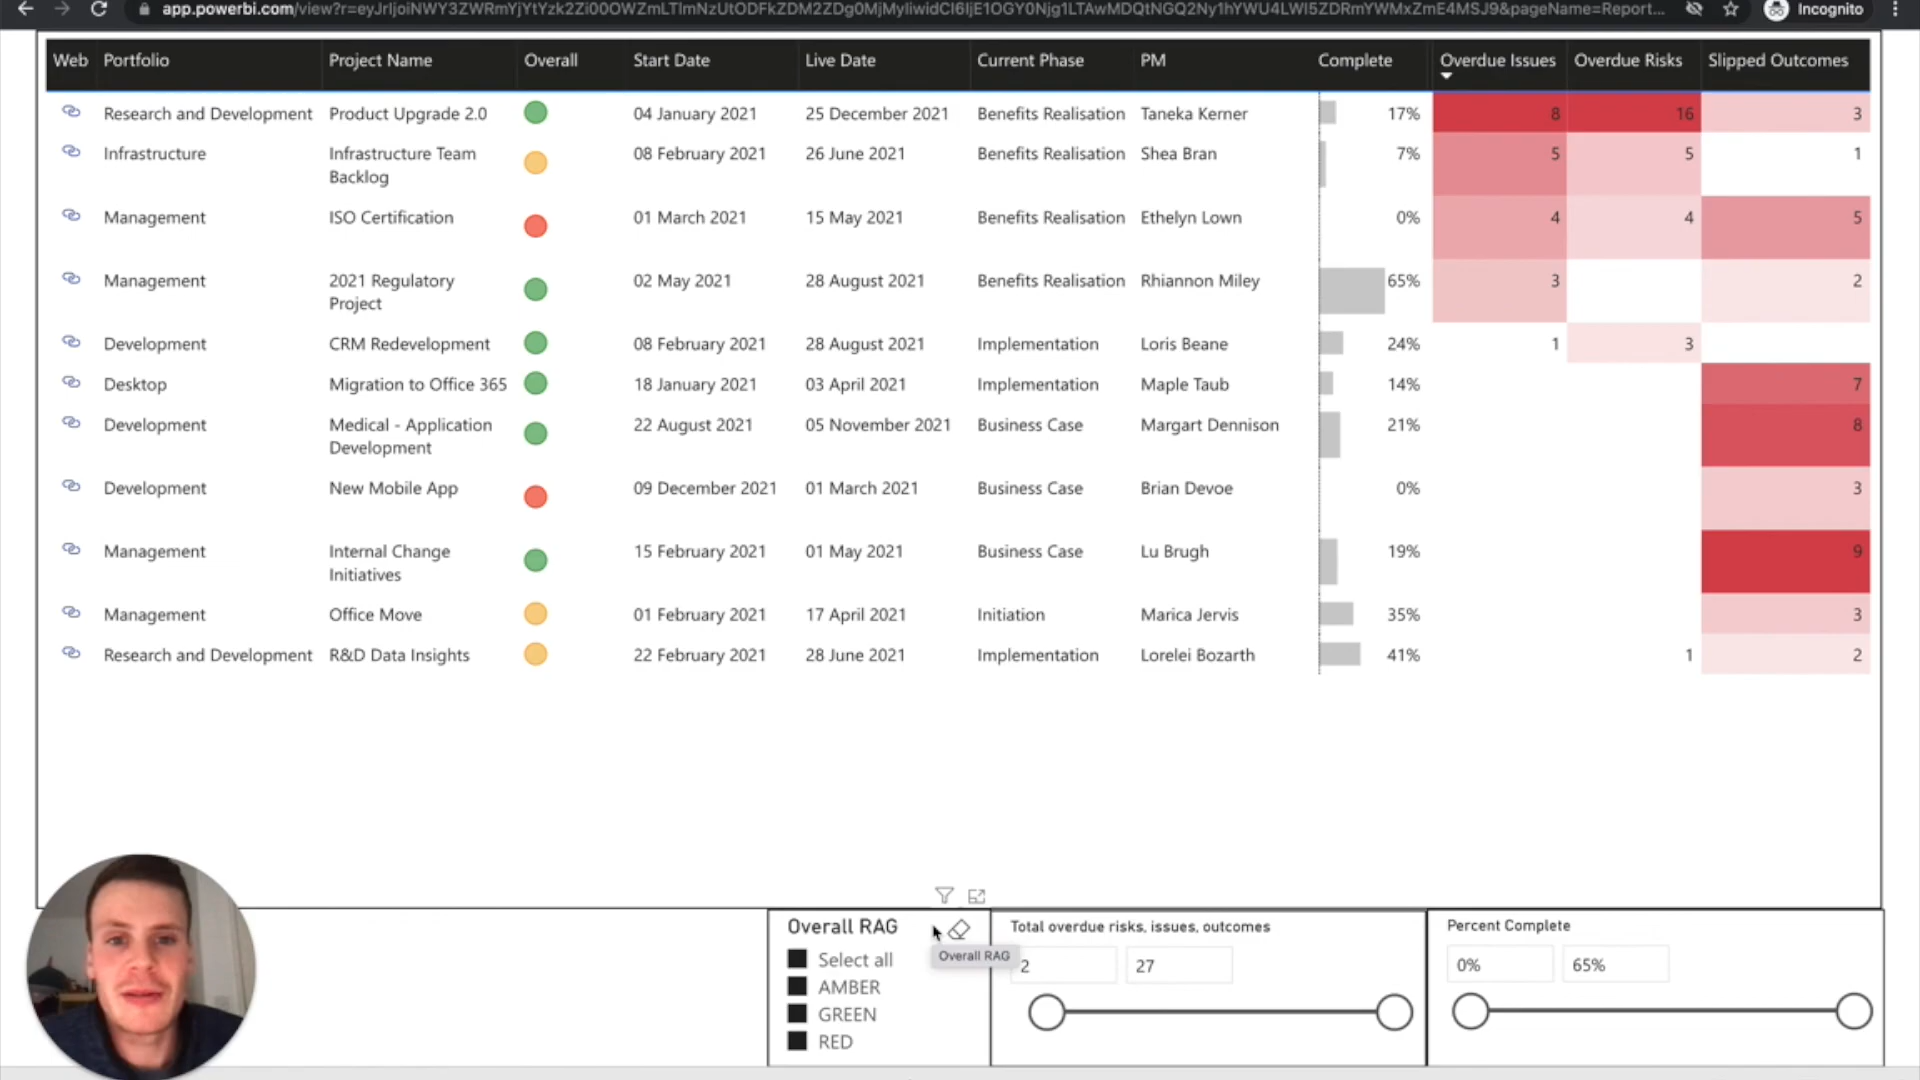 app.powerbi.com
Incognito
Web Portfolio Project Name Overall Start Date Live Date Current Phase PM Complete Overdue Issues Overdue Risks Slipped Outcomes
Research and Development Product Upgrade 2.0 04 January 2021 25 December 2021 Benefits Realisation Taneka Kerner 17% 8 16 3
Infrastructure Infrastructure Team 08 February 2021 26 June 2021 Benefits Realisation Shea Bran 7% 5 5 1
Backlog
Management ISO Certification 01 March 2021 15 May 2021 Benefits Realisation Ethelyn Lown 0% 4 4 5
Management 2021 Regulatory 02 May 2021 28 August 2021 Benefits Realisation Rhiannon Miley 65% 3 2
Project
Development CRM Redevelopment 08 February 2021 28 August 2021 Implementation Loris Beane 24% 1 3
Desktop Migration to Office 365 18 January 2021 03 April 2021 Implementation Maple Taub 14% 7
Development Medical - Application 22 August 2021 05 November 2021 Business Case Margart Dennison 21% 8
Development
Development New Mobile App 09 December 2021 01 March 2021 Business Case Brian Devoe 0% 3
Management Internal Change 15 February 2021 01 May 2021 Business Case Lu Brugh 19% 9
Initiatives
Management Office Move 01 February 2021 17 April 2021 Initiation Marica Jervis 35% 3
Research and Development R&D Data Insights 22 February 2021 28 June 2021 Implementation Lorelei Bozarth 41% 1 2
Overall RAG
Select all
AMBER
GREEN
RED
Overall RAG
Total overdue risks, issues, outcomes
2 27
Percent Complete
0% 65%